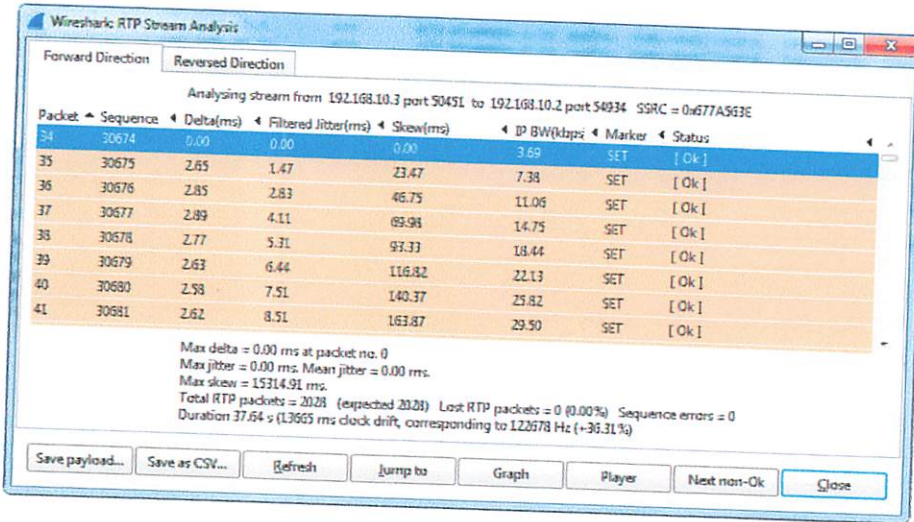 Wireshark: RTP Stream Analysis
Forward Direction Reversed Direction
Analysing stream from 192.168.10.3 port 50451 to 192.168.10.2 port 54934 SSRC = 0x677A563E
Packet Sequence Delta(ms) Filtered Jitter(ms) Skew(ms) IP BW(kbps) Marker Status
34 30674 0.00 0.00 0.00 3.69 SET [ Ok ]
35 30675 2.65 1.47 23.47 7.38 SET [ Ok ]
36 30676 2.85 2.83 46.75 11.06 SET [ Ok ]
37 30677 2.89 4.11 69.98 14.75 SET [ Ok ]
38 30678 2.77 5.31 93.33 18.44 SET [ Ok ]
39 30679 2.63 6.44 116.82 22.13 SET [ Ok ]
40 30680 2.58 7.51 140.37 25.82 SET [ Ok ]
41 30681 2.62 8.51 163.87 29.50 SET [ Ok ]
Max delta = 0.00 ms at packet no. 0
Max jitter = 0.00 ms. Mean jitter = 0.00 ms.
Max skew = 15314.91 ms.
Total RTP packets = 2028 (expected 2028) Lost RTP packets = 0 (0.00%) Sequence errors = 0
Duration 37.64 s (13665 ms clock drift, corresponding to 122678 Hz (+36.31%)
Save payload... Save as CSV... Refresh Jump to Graph Player Next non-Ok Close